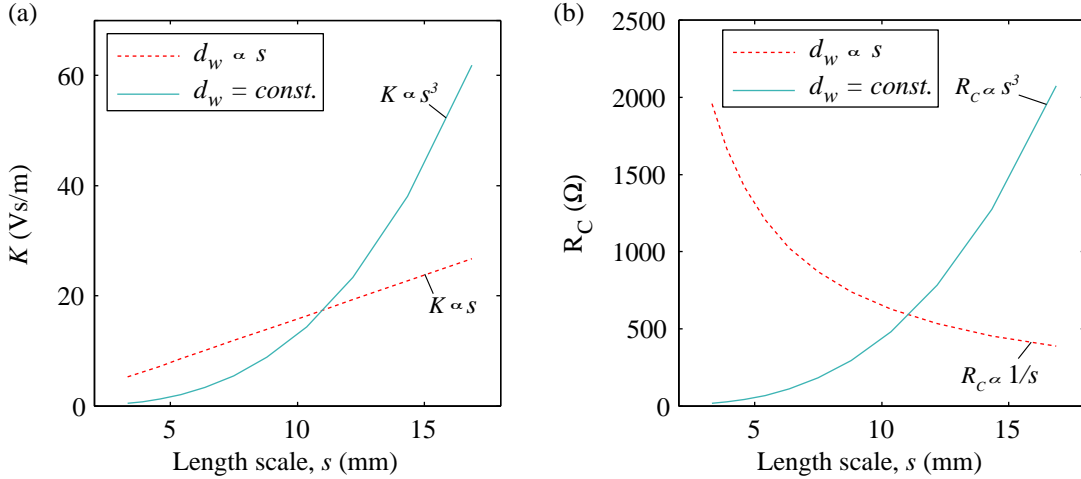 (a)
d_w ∝ s
d_w = const.
K ∝ s^3
K ∝ s
K (Vs/m)
60
40
20
0
5
10
15
Length scale, s (mm)
(b)
d_w ∝ s
d_w = const.
R_C ∝ s^3
R_C ∝ 1/s
R_C (Ω)
2500
2000
1500
1000
500
0
5
10
15
Length scale, s (mm)